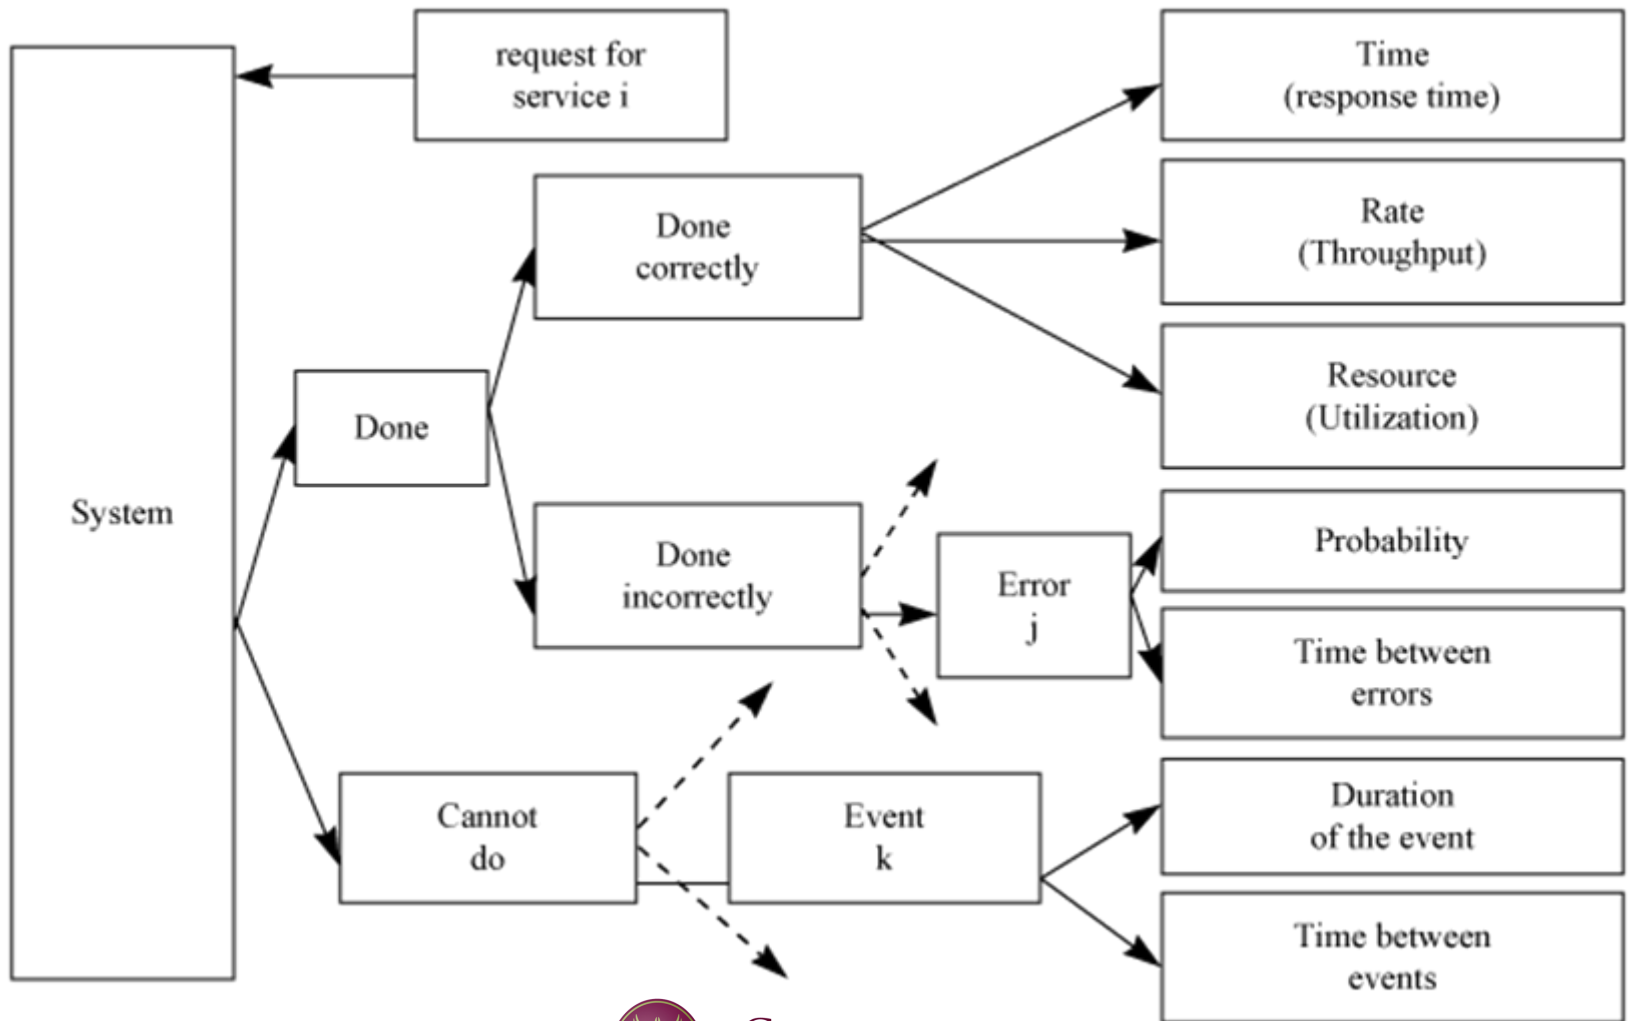 request for
service i
System
Done
Done
correctly
Done
incorrectly
Cannot
do
Error
j
Event
k
Time
(response time)
Rate
(Throughput)
Resource
(Utilization)
Probability
Time between
errors
Duration
of the event
Time between
events